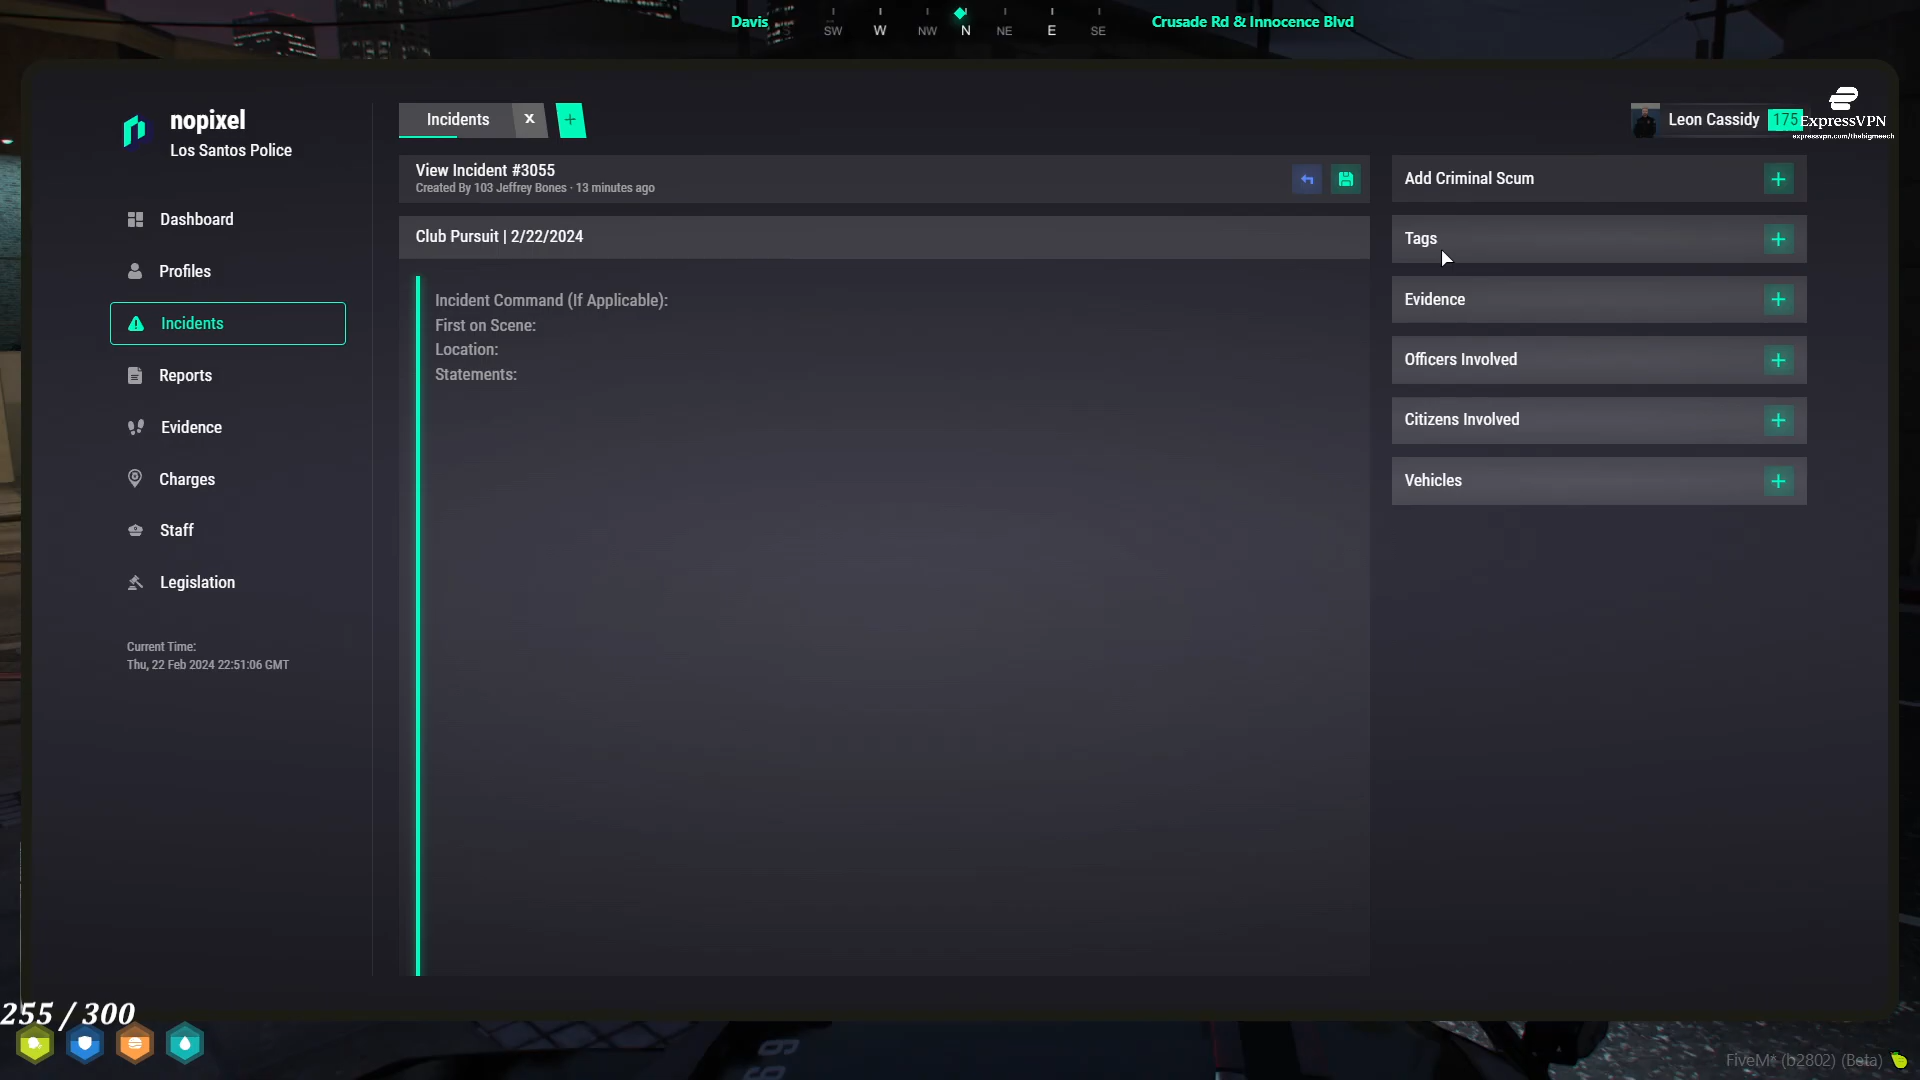 Davis
SW
W
NW
N
NE
E
SE
Crusade Rd & Innocence Blvd
nopixel
Los Santos Police
Dashboard
Profiles
Incidents
Reports
Evidence
Charges
Staff
Legislation
Current Time:
Thu, 22 Feb 2024 22:51:06 GMT
Incidents
X
+
Leon Cassidy 175
ExpressVPN
expressvpn.com/thebigmeech
View Incident #3055
Created By 103 Jeffrey Bones · 13 minutes ago
Club Pursuit | 2/22/2024
Incident Command (If Applicable):
First on Scene:
Location:
Statements:
Add Criminal Scum
Tags
Evidence
Officers Involved
Citizens Involved
Vehicles
255 / 300
FiveM* (b2802) (Beta)